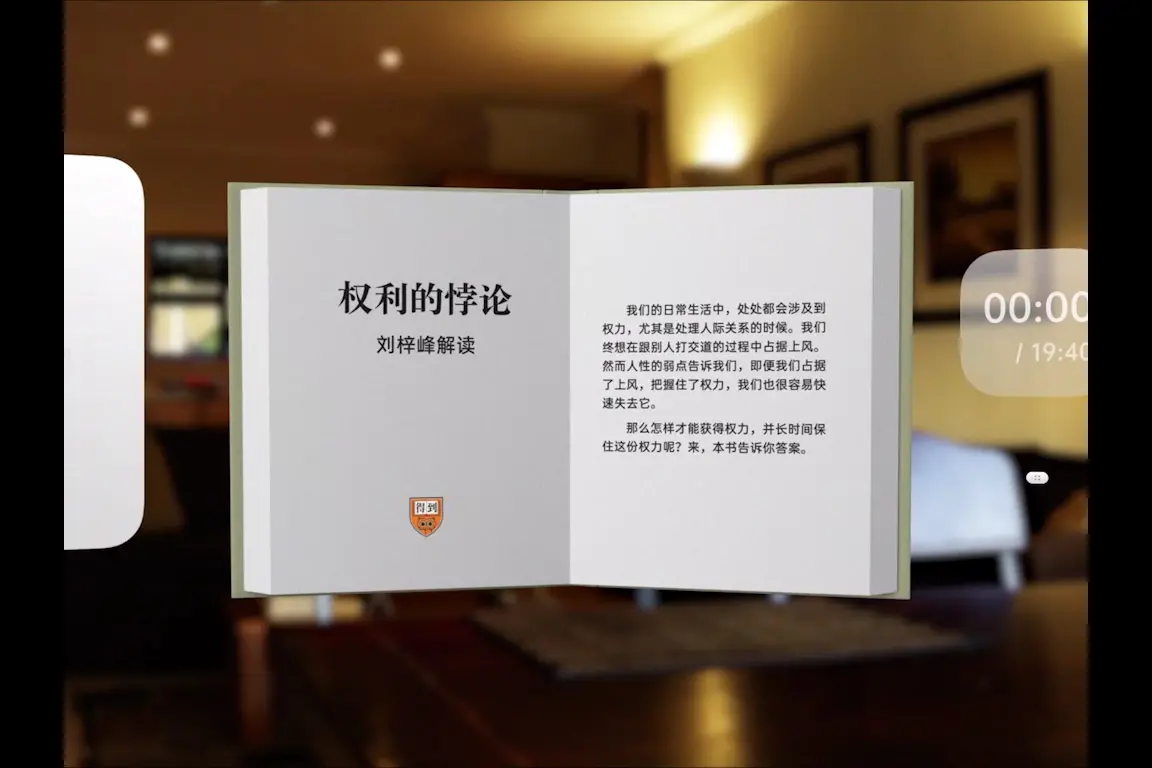 权利的悖论
刘梓峰解读
得到
我们的日常生活中，处处都会涉及到
权力，尤其是处理人际关系的时候。我们
终想在跟别人打交道的过程中占据上风。
然而人性的弱点告诉我们，即便我们占据
了上风，把握住了权力，我们也很容易快
速失去它。
那么怎样才能获得权力，并长时间保
住这份权力呢？来，本书告诉你答案。
00:00
/ 19:40